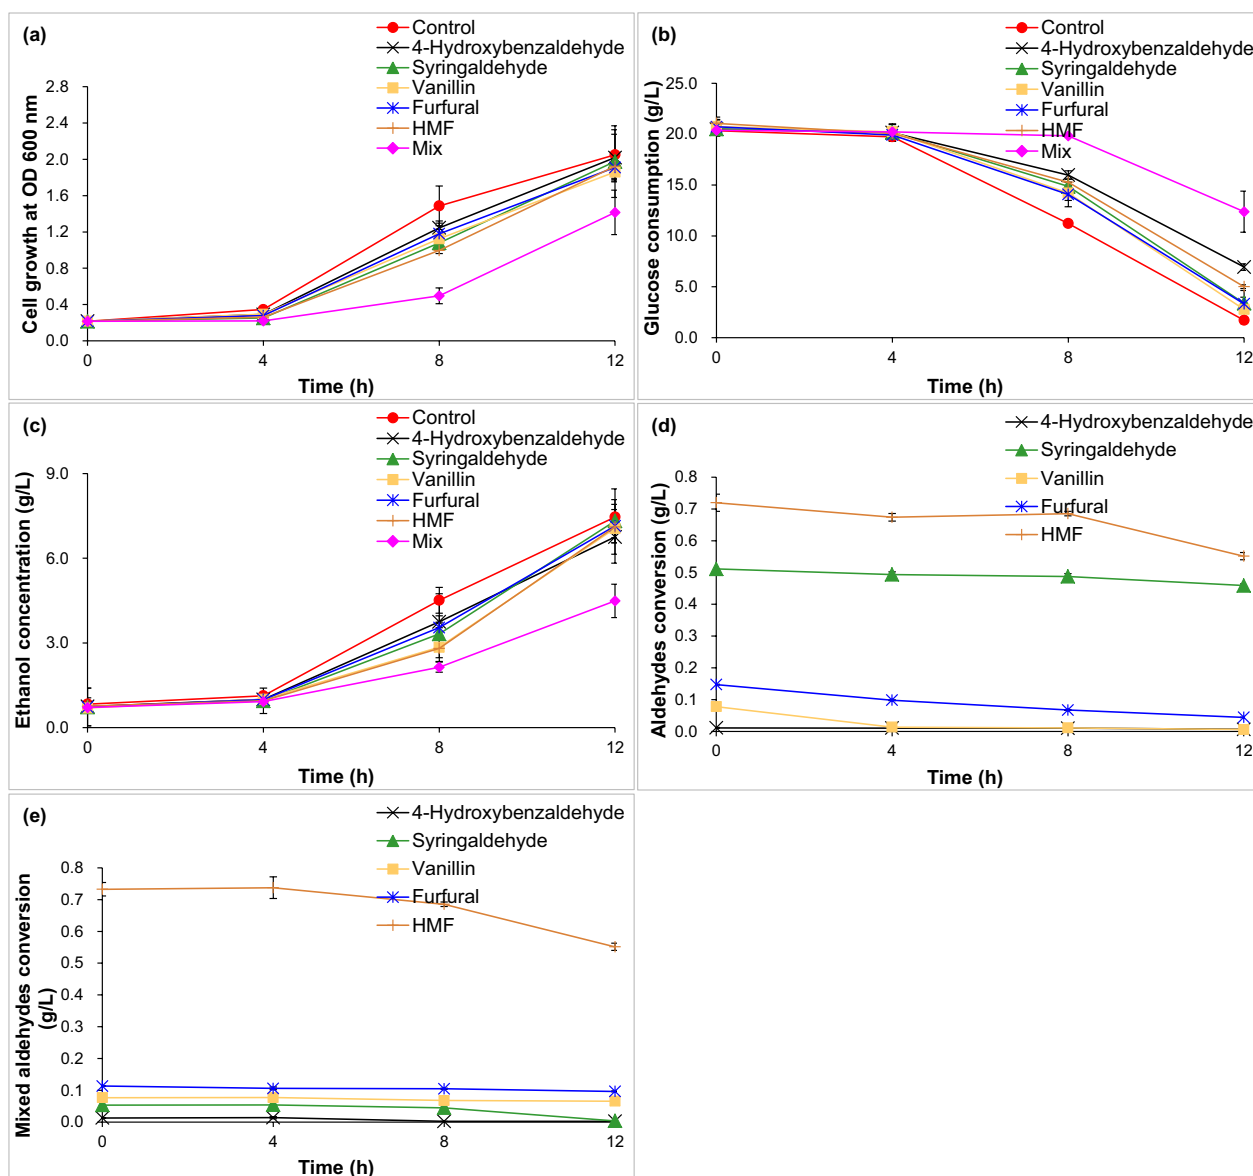 (a)
Control
4-Hydroxybenzaldehyde
Syringaldehyde
Vanillin
Furfural
HMF
Mix
Cell growth at OD 600 nm
2.8
2.4
2.0
1.6
1.2
0.8
0.4
0.0
0 4 8 12
Time (h)
(b)
Control
4-Hydroxybenzaldehyde
Syringaldehyde
Vanillin
Furfural
HMF
Mix
Glucose consumption (g/L)
25.0
20.0
15.0
10.0
5.0
0.0
0 4 8 12
Time (h)
(c)
Control
4-Hydroxybenzaldehyde
Syringaldehyde
Vanillin
Furfural
HMF
Mix
Ethanol concentration (g/L)
9.0
6.0
3.0
0.0
0 4 8 12
Time (h)
(d)
4-Hydroxybenzaldehyde
Syringaldehyde
Vanillin
Furfural
HMF
Aldehydes conversion (g/L)
0.8
0.7
0.6
0.5
0.4
0.3
0.2
0.1
0.0
0 4 8 12
Time (h)
(e)
4-Hydroxybenzaldehyde
Syringaldehyde
Vanillin
Furfural
HMF
Mixed aldehydes conversion
(g/L)
0.8
0.7
0.6
0.5
0.4
0.3
0.2
0.1
0.0
0 4 8 12
Time (h)